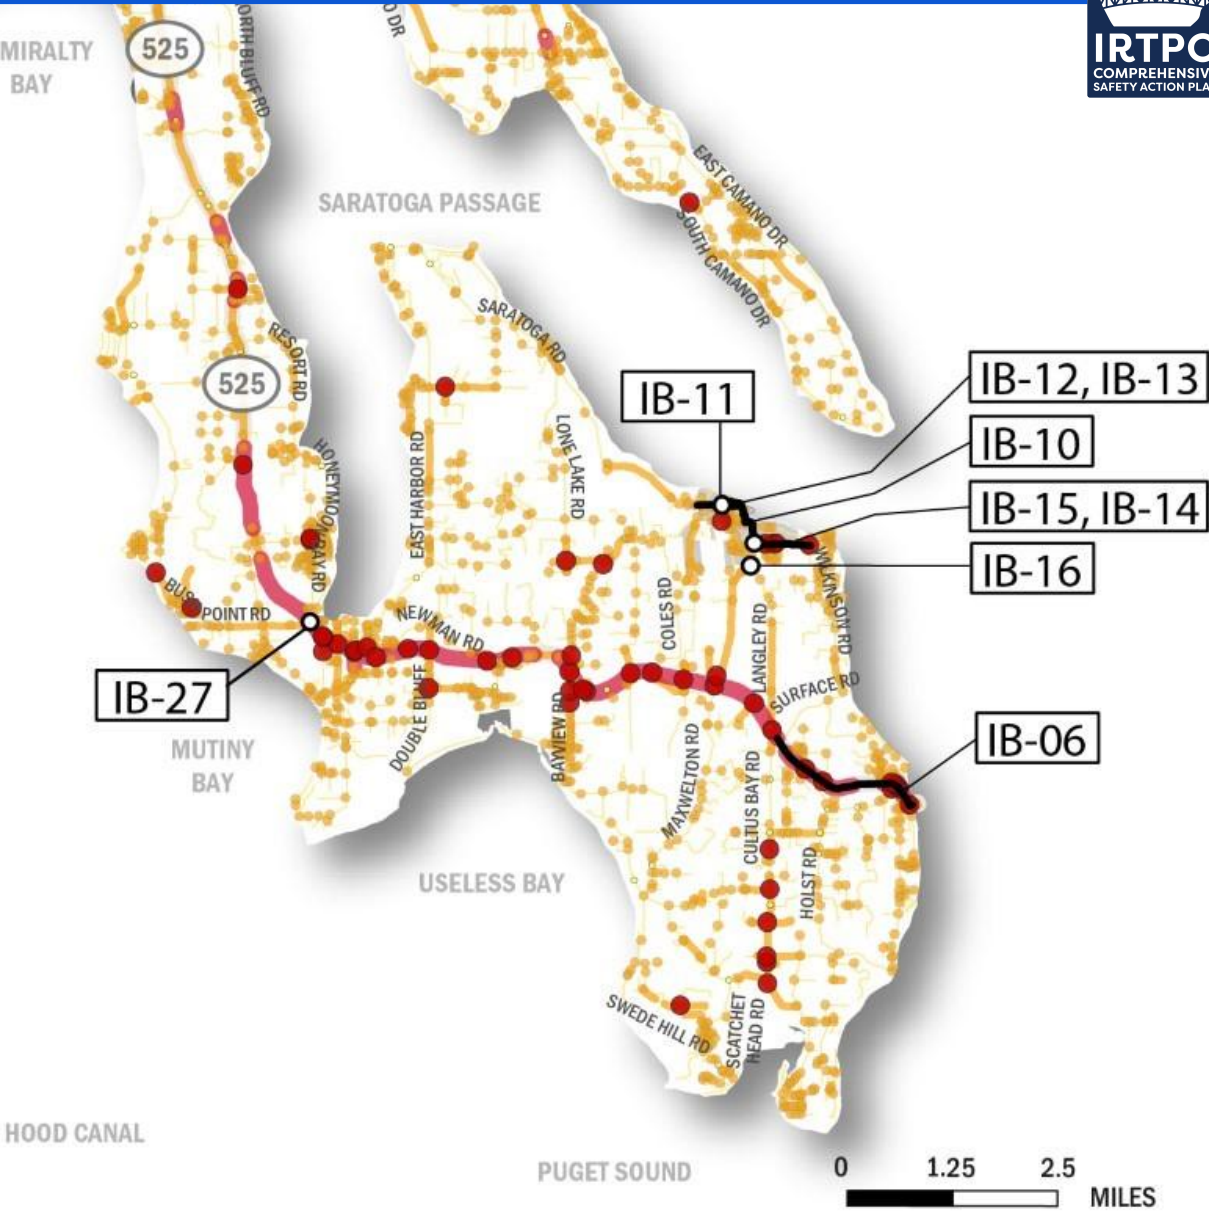 MIRALTY
BAY
525
ORTH BLUFF RD
O DR
IRTPO
COMPREHENSIV
SAFETY ACTION PLA
EAST CAMANO DR
SARATOGA PASSAGE
SOUTH CAMANO DR
SARATOGA RD
RESORT RD
525
IB-11
IB-12, IB-13
IB-10
IB-15, IB-14
IB-16
LONE LAKE RD
EAST HARBOR RD
WILKINSON RD
COLES RD
LANGLEY RD
POINT RD
NEWMAN RD
IB-27
SURFACE RD
DOUBLE BLUFF
BAYVIEW RD
MAXWELTON RD
CULTUS BAY RD
IB-06
MUTINY
BAY
HOLST RD
USELESS BAY
SWEDE HILL RD
SCATCHET
HEAD RD
HOOD CANAL
PUGET SOUND
0 1.25 2.5
MILES